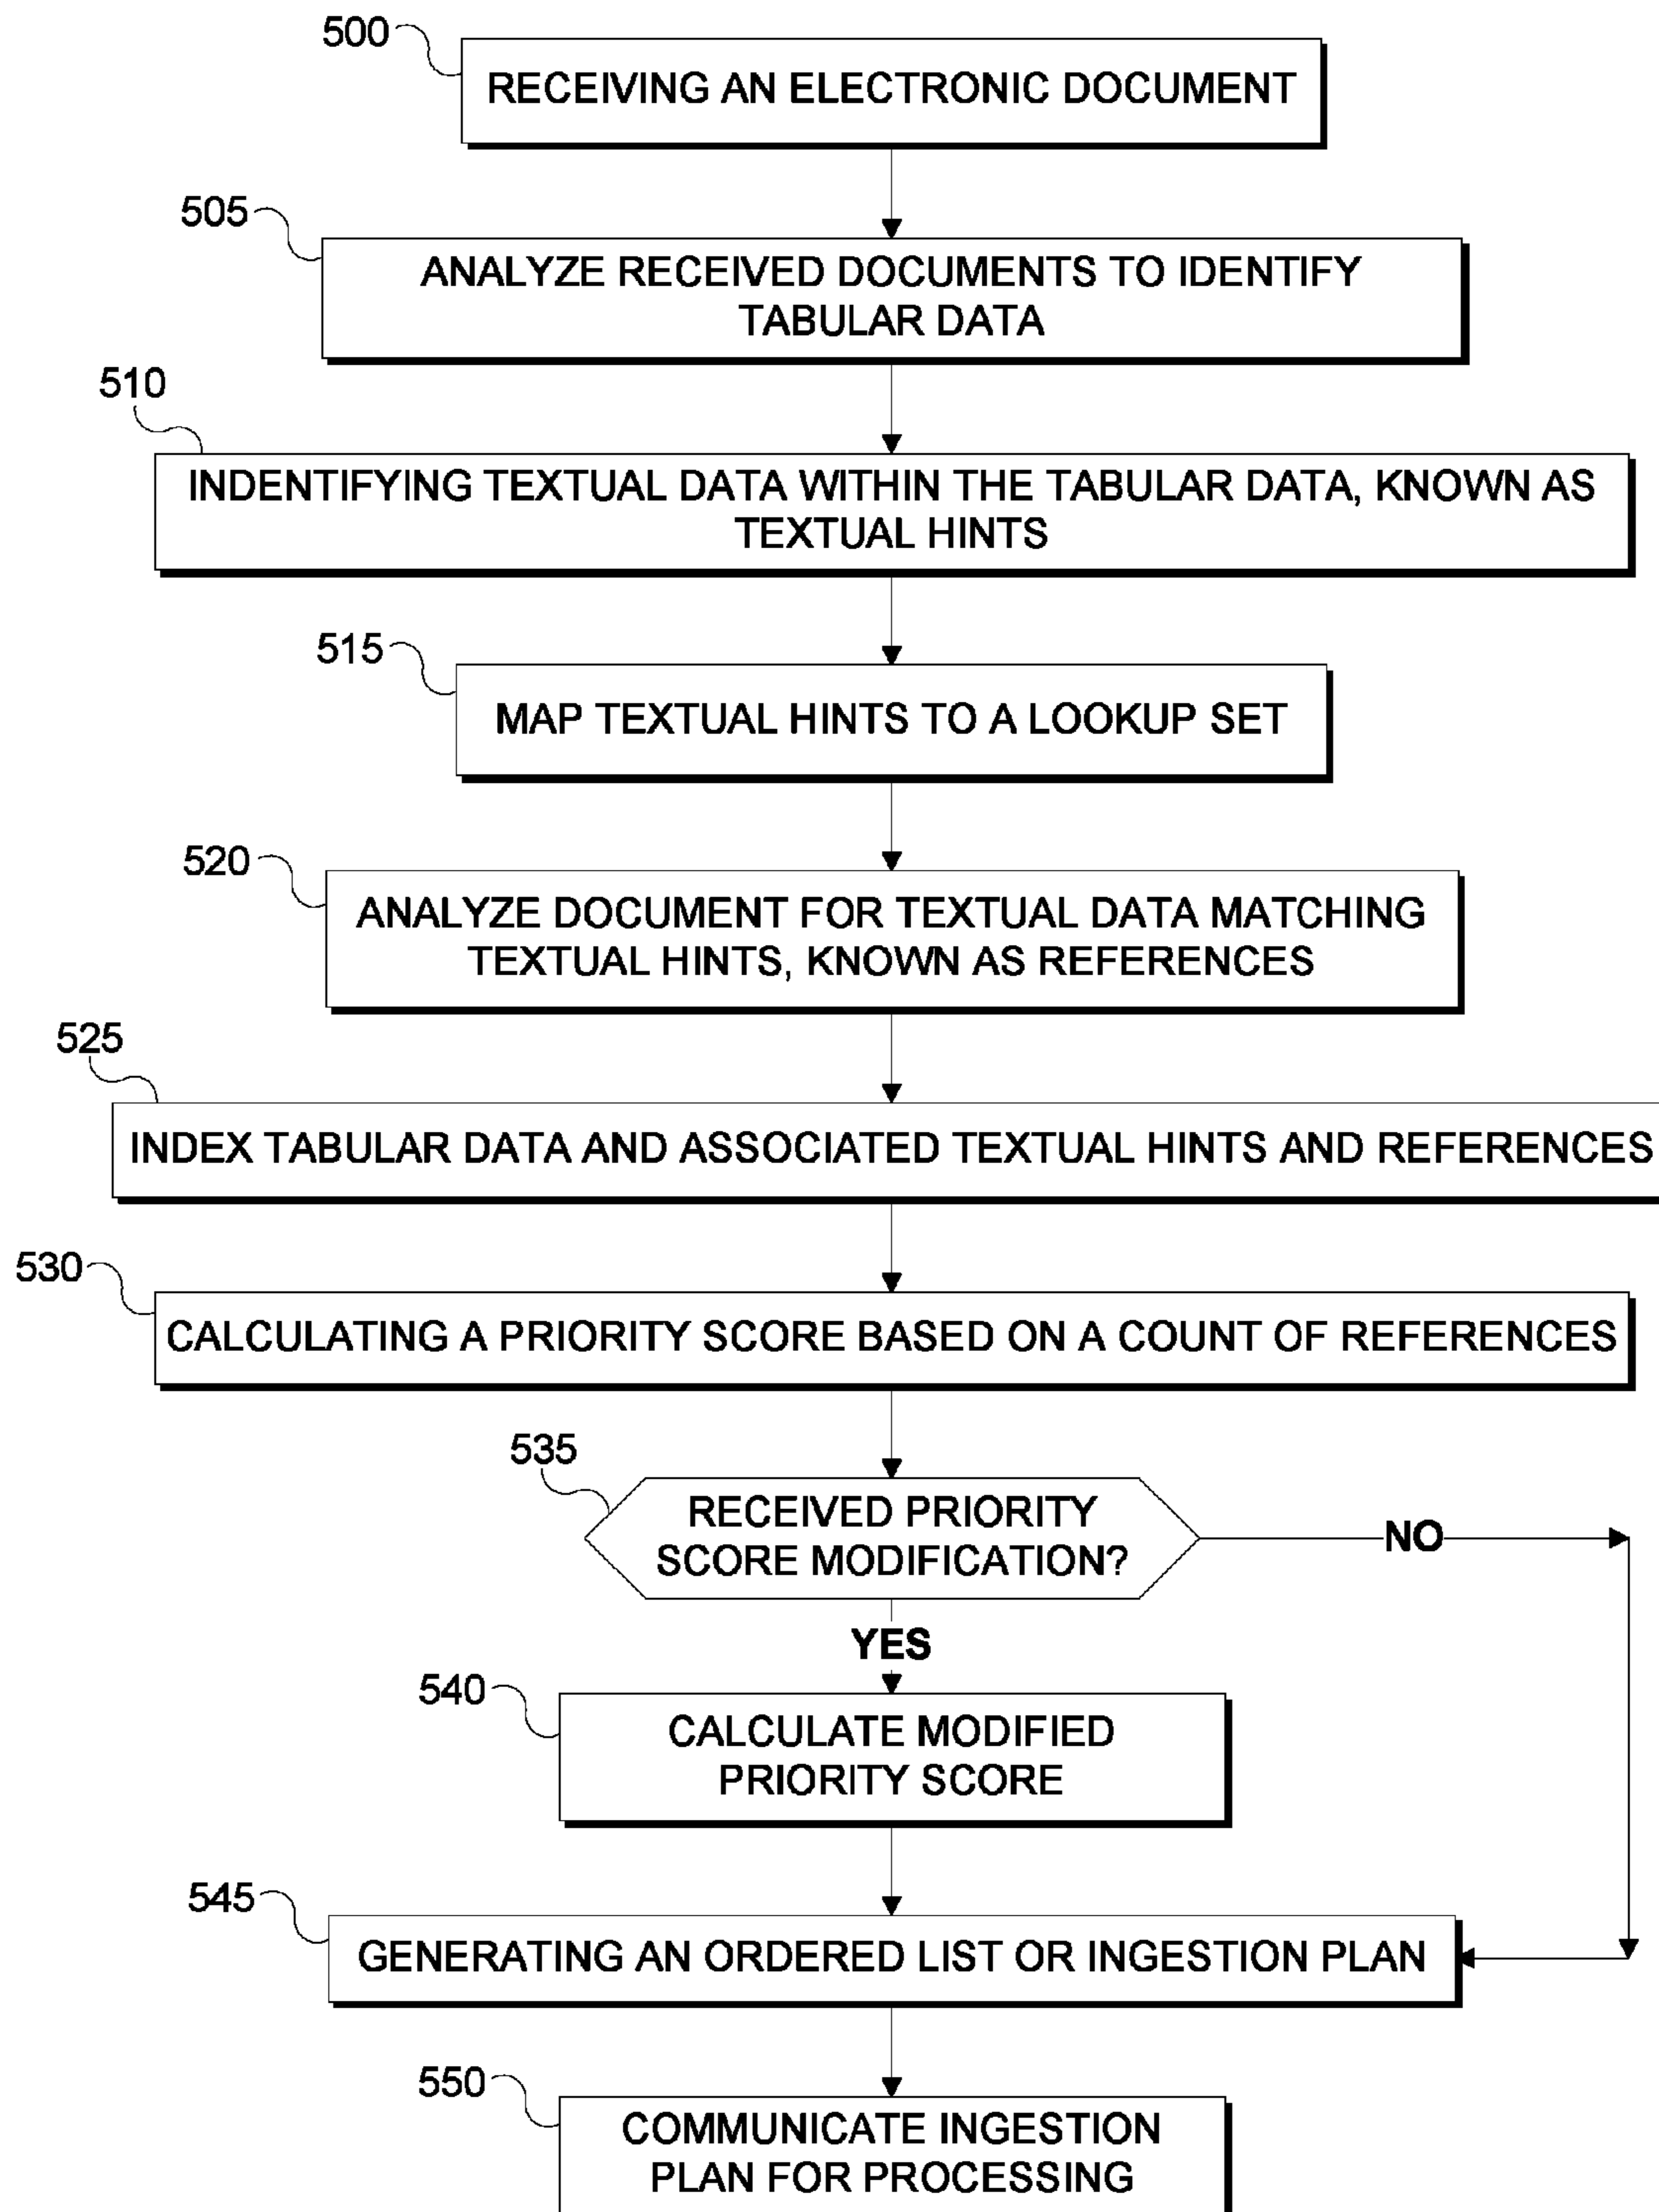 500
RECEIVING AN ELECTRONIC DOCUMENT
505
ANALYZE RECEIVED DOCUMENTS TO IDENTIFY
TABULAR DATA
510
INDENTIFYING TEXTUAL DATA WITHIN THE TABULAR DATA, KNOWN AS
TEXTUAL HINTS
515
MAP TEXTUAL HINTS TO A LOOKUP SET
520
ANALYZE DOCUMENT FOR TEXTUAL DATA MATCHING
TEXTUAL HINTS, KNOWN AS REFERENCES
525
INDEX TABULAR DATA AND ASSOCIATED TEXTUAL HINTS AND REFERENCES
530
CALCULATING A PRIORITY SCORE BASED ON A COUNT OF REFERENCES
535
RECEIVED PRIORITY
SCORE MODIFICATION?
NO
YES
540
CALCULATE MODIFIED
PRIORITY SCORE
545
GENERATING AN ORDERED LIST OR INGESTION PLAN
550
COMMUNICATE INGESTION
PLAN FOR PROCESSING